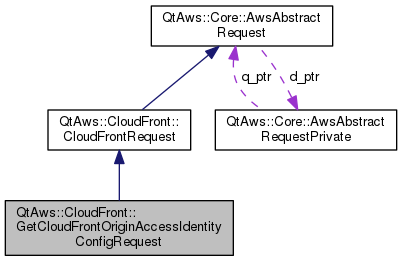 QtAws::Core::AwsAbstract
Request
q_ptr
d_ptr
QtAws::CloudFront::
CloudFrontRequest
QtAws::Core::AwsAbstract
RequestPrivate
QtAws::CloudFront::
GetCloudFrontOriginAccessIdentity
ConfigRequest